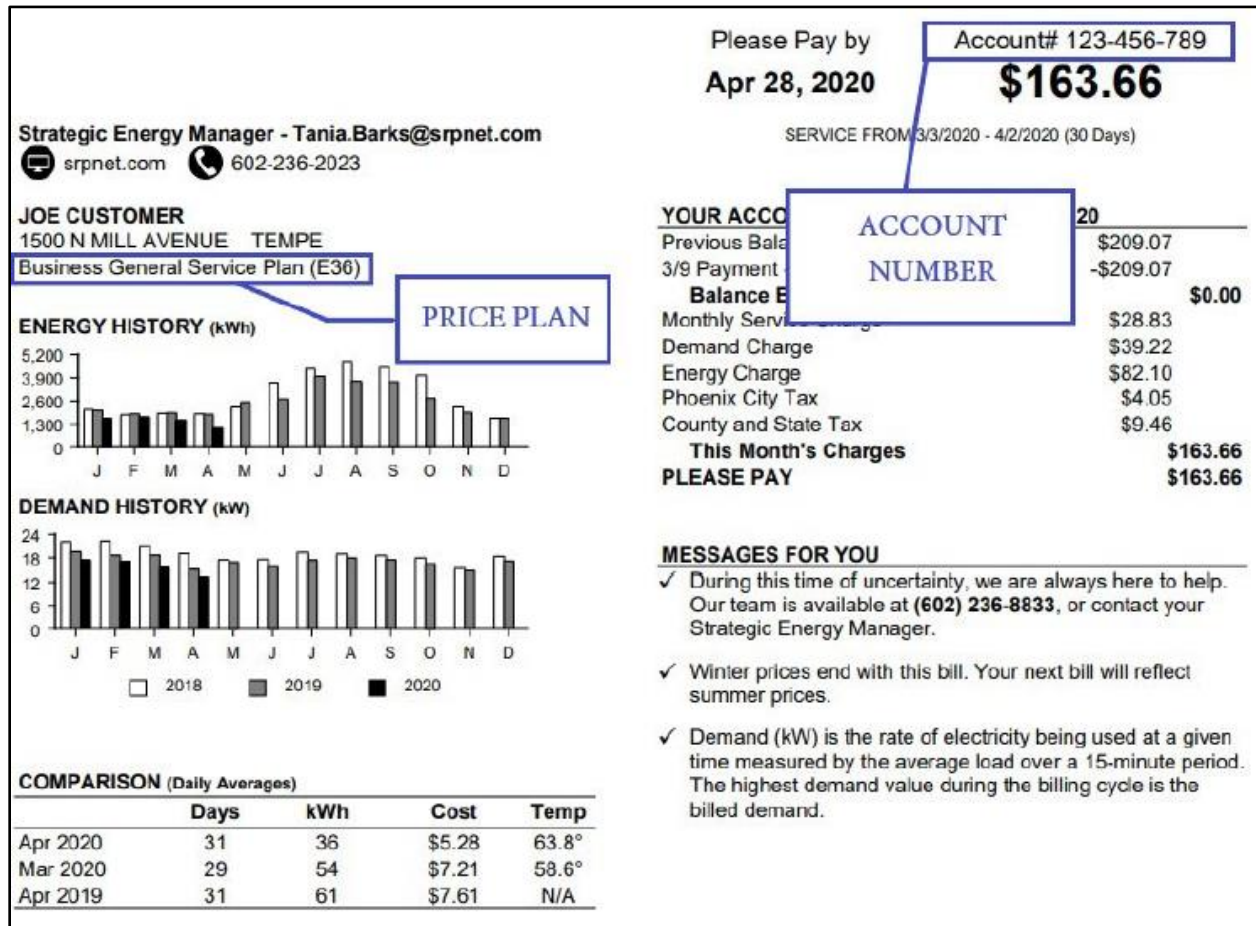 Please Pay by
Account# 123-456-789
Apr 28, 2020
$163.66
SERVICE FROM 3/3/2020 - 4/2/2020 (30 Days)
Strategic Energy Manager - Tania.Barks@srpnet.com
srpnet.com 602-236-2023
JOE CUSTOMER
1500 N MILL AVENUE TEMPE
Business General Service Plan (E36)
PRICE PLAN
ENERGY HISTORY (kWh)
5,200
3,900
2,600
1,300
0
J F M A M J J A S O N D
DEMAND HISTORY (kW)
24
18
12
6
0
J F M A M J J A S O N D
2018 2019 2020
COMPARISON (Daily Averages)
Days kWh Cost Temp
Apr 2020 31 36 $5.28 63.8°
Mar 2020 29 54 $7.21 58.6°
Apr 2019 31 61 $7.61 N/A
ACCOUNT
NUMBER
YOUR 20
Previous $209.07
3/9 Payment -$209.07
Balance $0.00
Monthly $28.83
Demand Charge $39.22
Energy Charge $82.10
Phoenix City Tax $4.05
County and State Tax $9.46
This Month's Charges $163.66
PLEASE PAY $163.66
MESSAGES FOR YOU
✓ During this time of uncertainty, we are always here to help.
Our team is available at (602) 236-8833, or contact your
Strategic Energy Manager.
✓ Winter prices end with this bill. Your next bill will reflect
summer prices.
✓ Demand (kW) is the rate of electricity being used at a given
time measured by the average load over a 15-minute period.
The highest demand value during the billing cycle is the
billed demand.